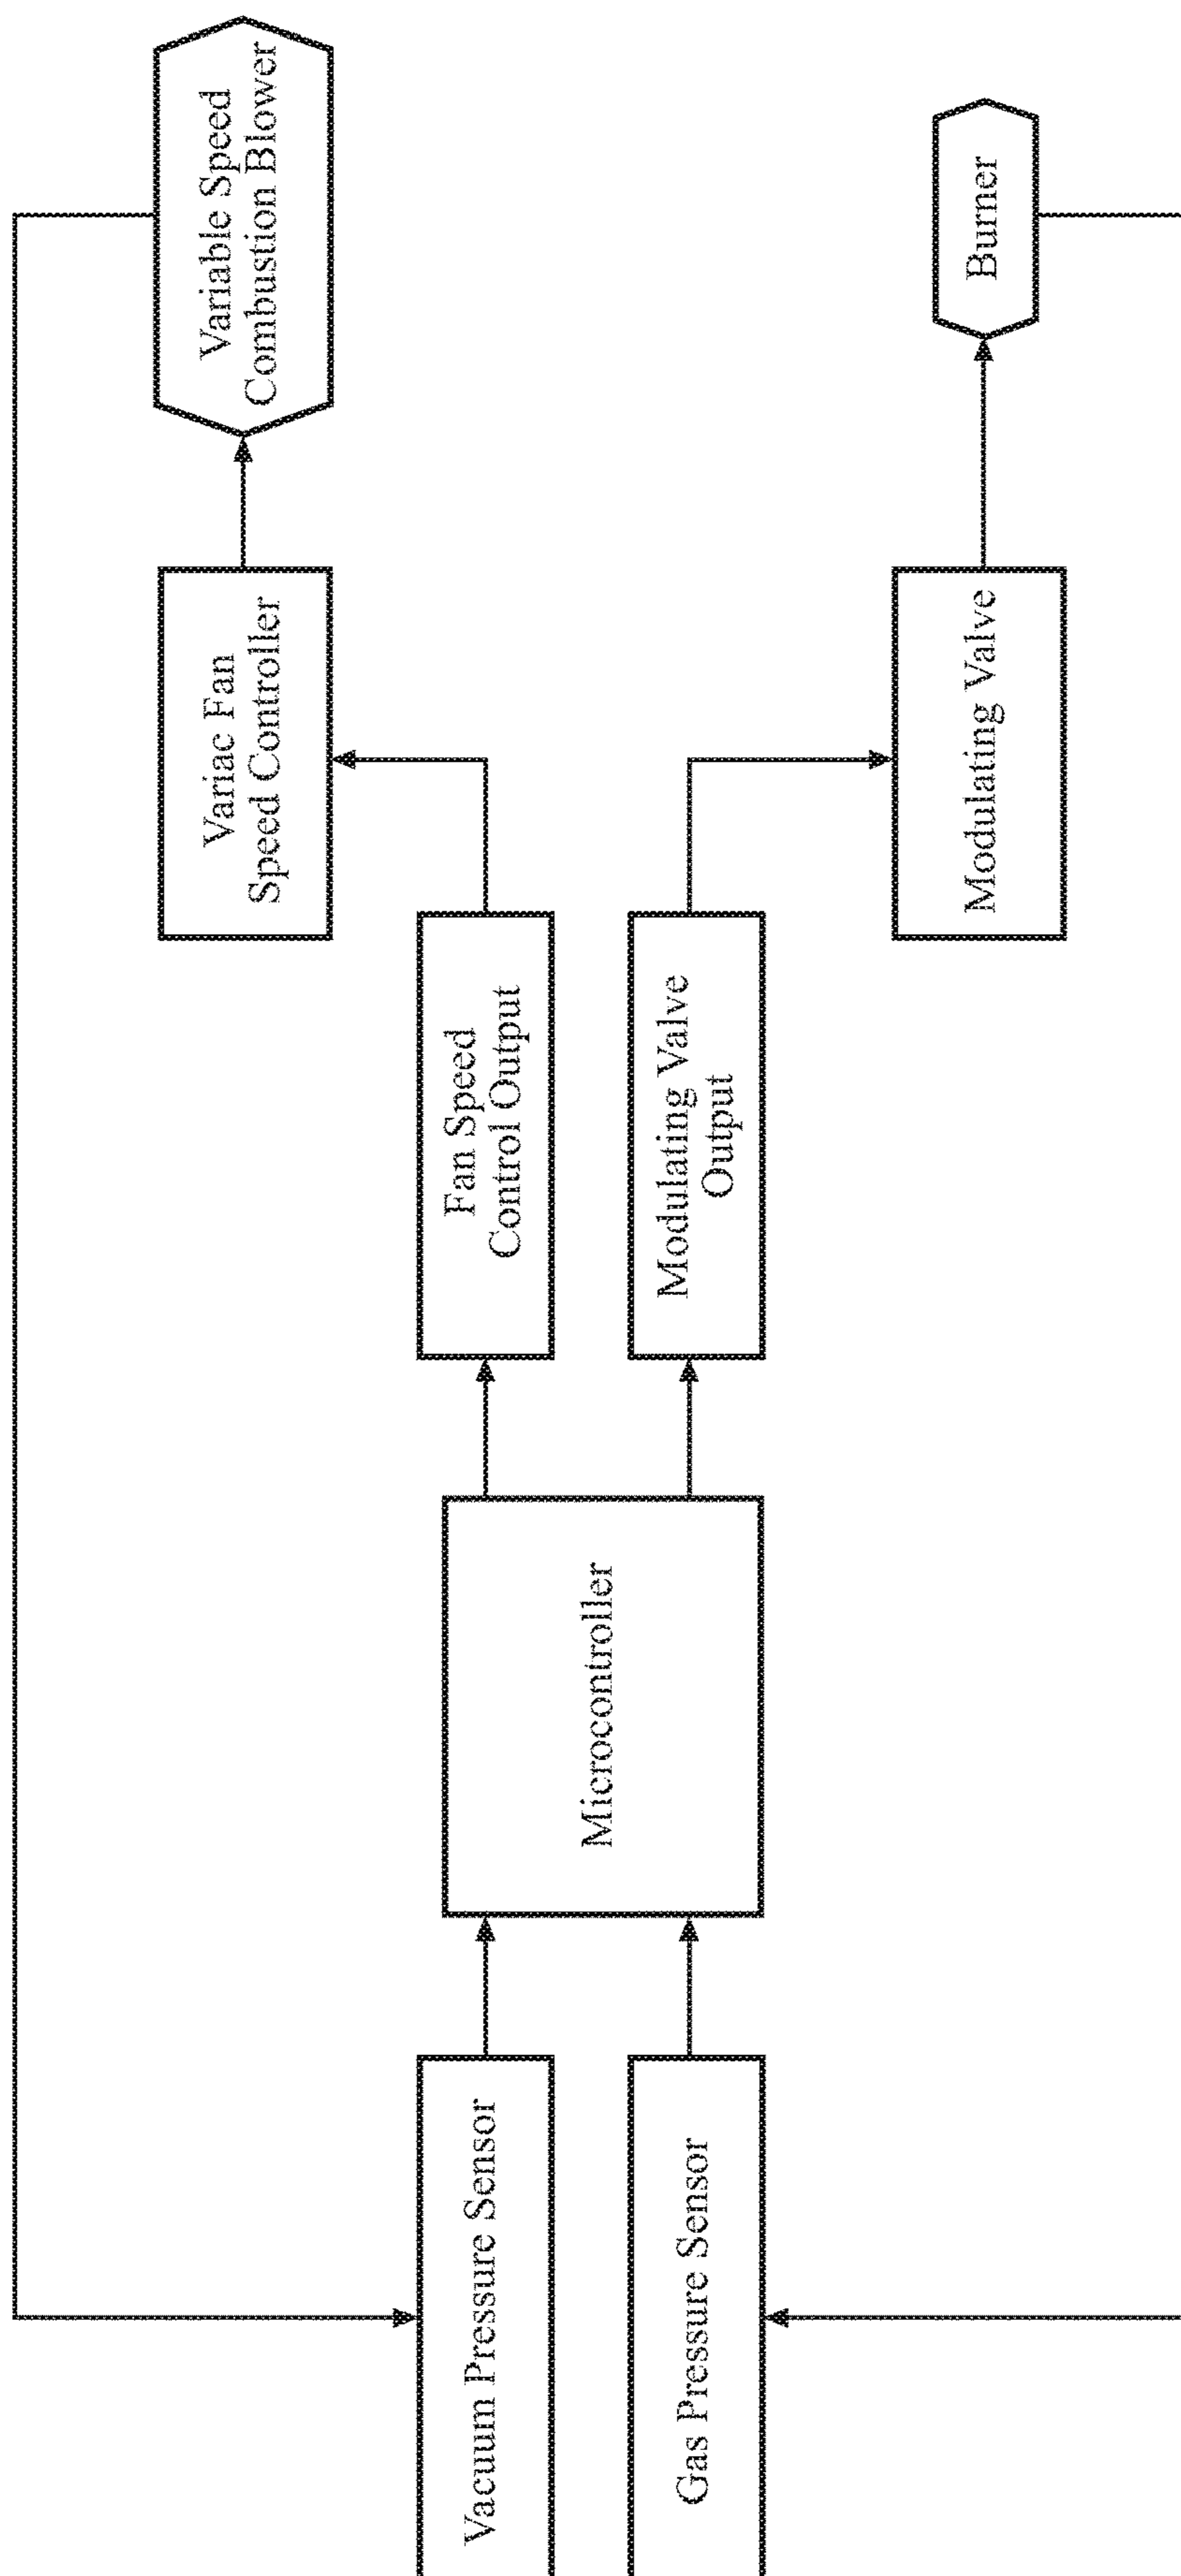 Vacuum Pressure Sensor
Gas Pressure Sensor
Microcontroller
Fan Speed
Control Output
Modulating Valve
Output
Variac Fan
Speed Controller
Modulating Valve
Variable Speed
Combustion Blower
Burner